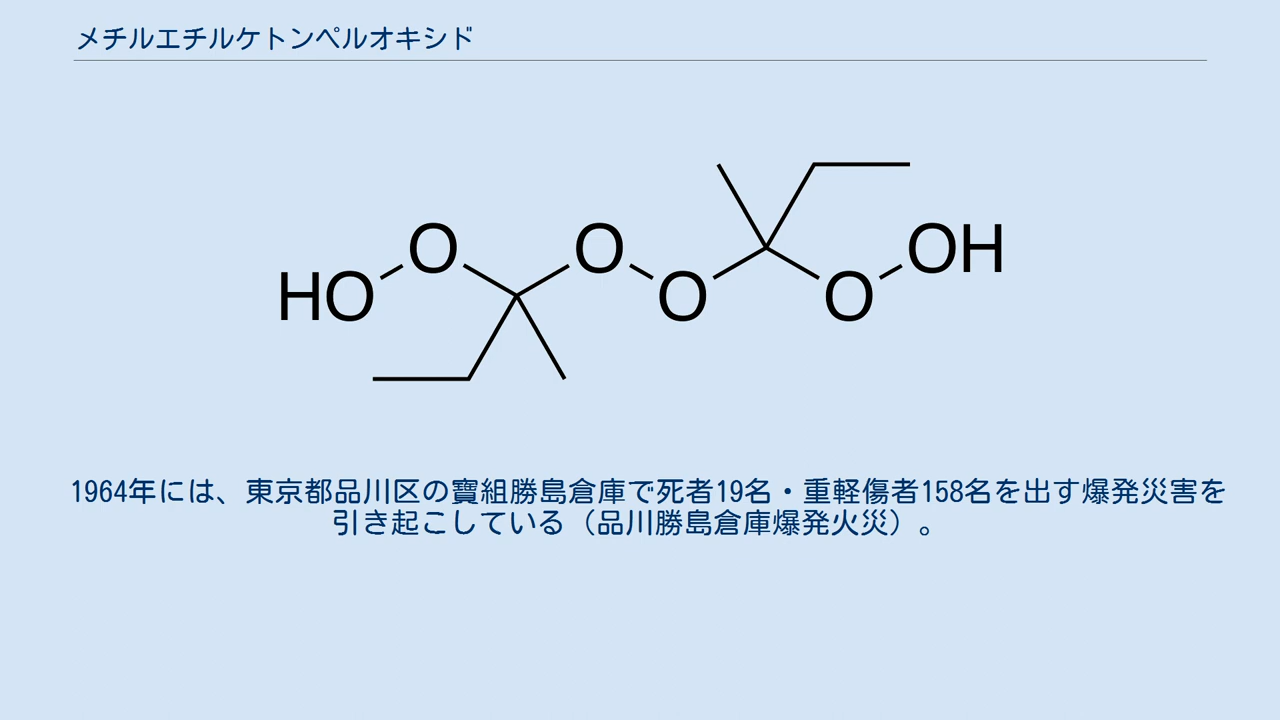 メチルエチルケトンペルオキシド
HO
O
O
O
O
OH
1964年には、東京都品川区の寶組勝島倉庫で死者19名・重軽傷者158名を出す爆発災害を
引き起こしている（品川勝島倉庫爆発火災）。